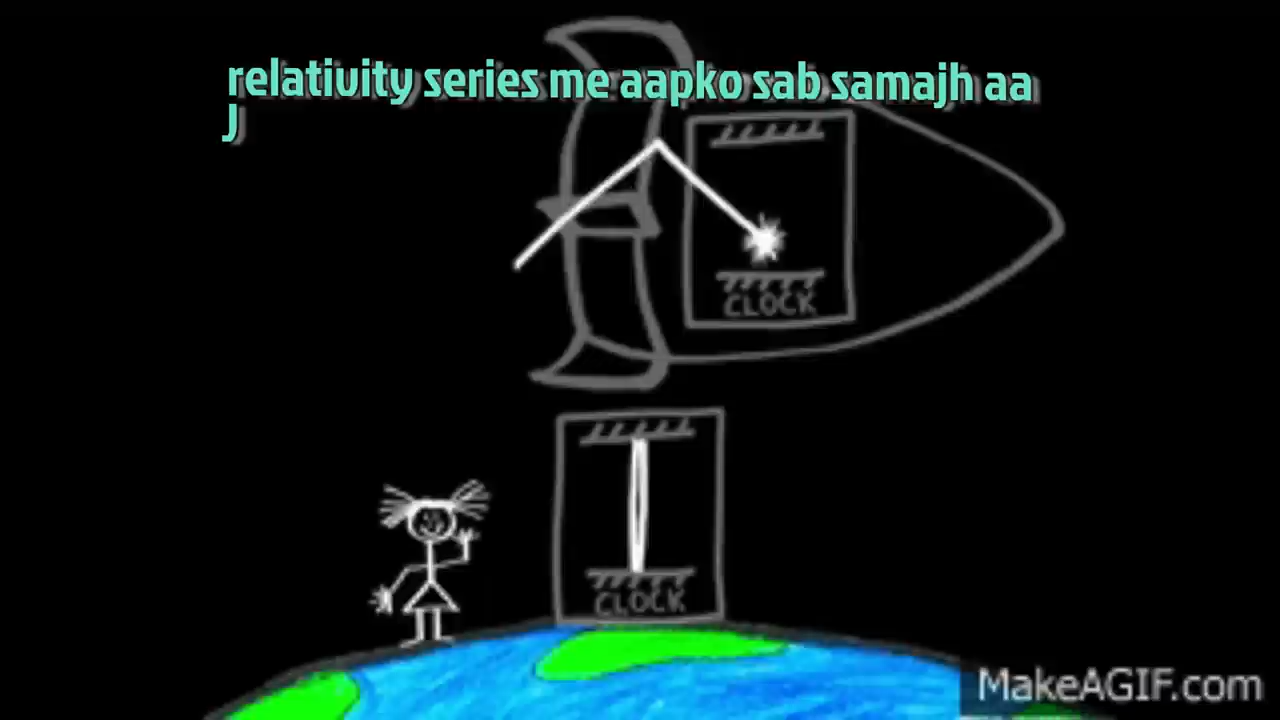 relativity series me aapko sab samajh aa
J
CLOCK
CLOCK
MakeAGIF.com